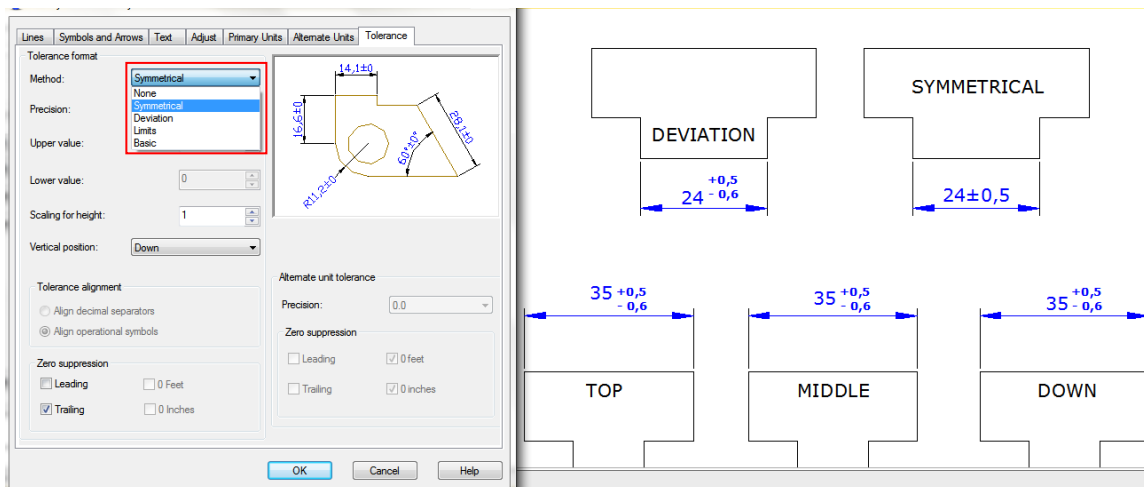 Lines Symbols and Arrows Text Adjust Primary Units Alternate Units Tolerance
Tolerance format
Method: Symmetrical
None
Symmetrical
Deviation
Limits
Basic
Precision:
Upper value:
Lower value: 0
Scaling for height: 1
Vertical position: Down
Tolerance alignment
Align decimal separators
Align operational symbols
Zero suppression
Leading 0 Feet
Trailing 0 Inches
14,1±0
16,6±0
28,1±0
60°±0°
R11,2±0
Alternate unit tolerance
Precision: 0.0
Zero suppression
Leading 0 feet
Trailing 0 inches
OK Cancel Help
DEVIATION
24 +0,5
- 0,6
SYMMETRICAL
24±0,5
35 +0,5
- 0,6
TOP
35 +0,5
- 0,6
MIDDLE
35 +0,5
- 0,6
DOWN